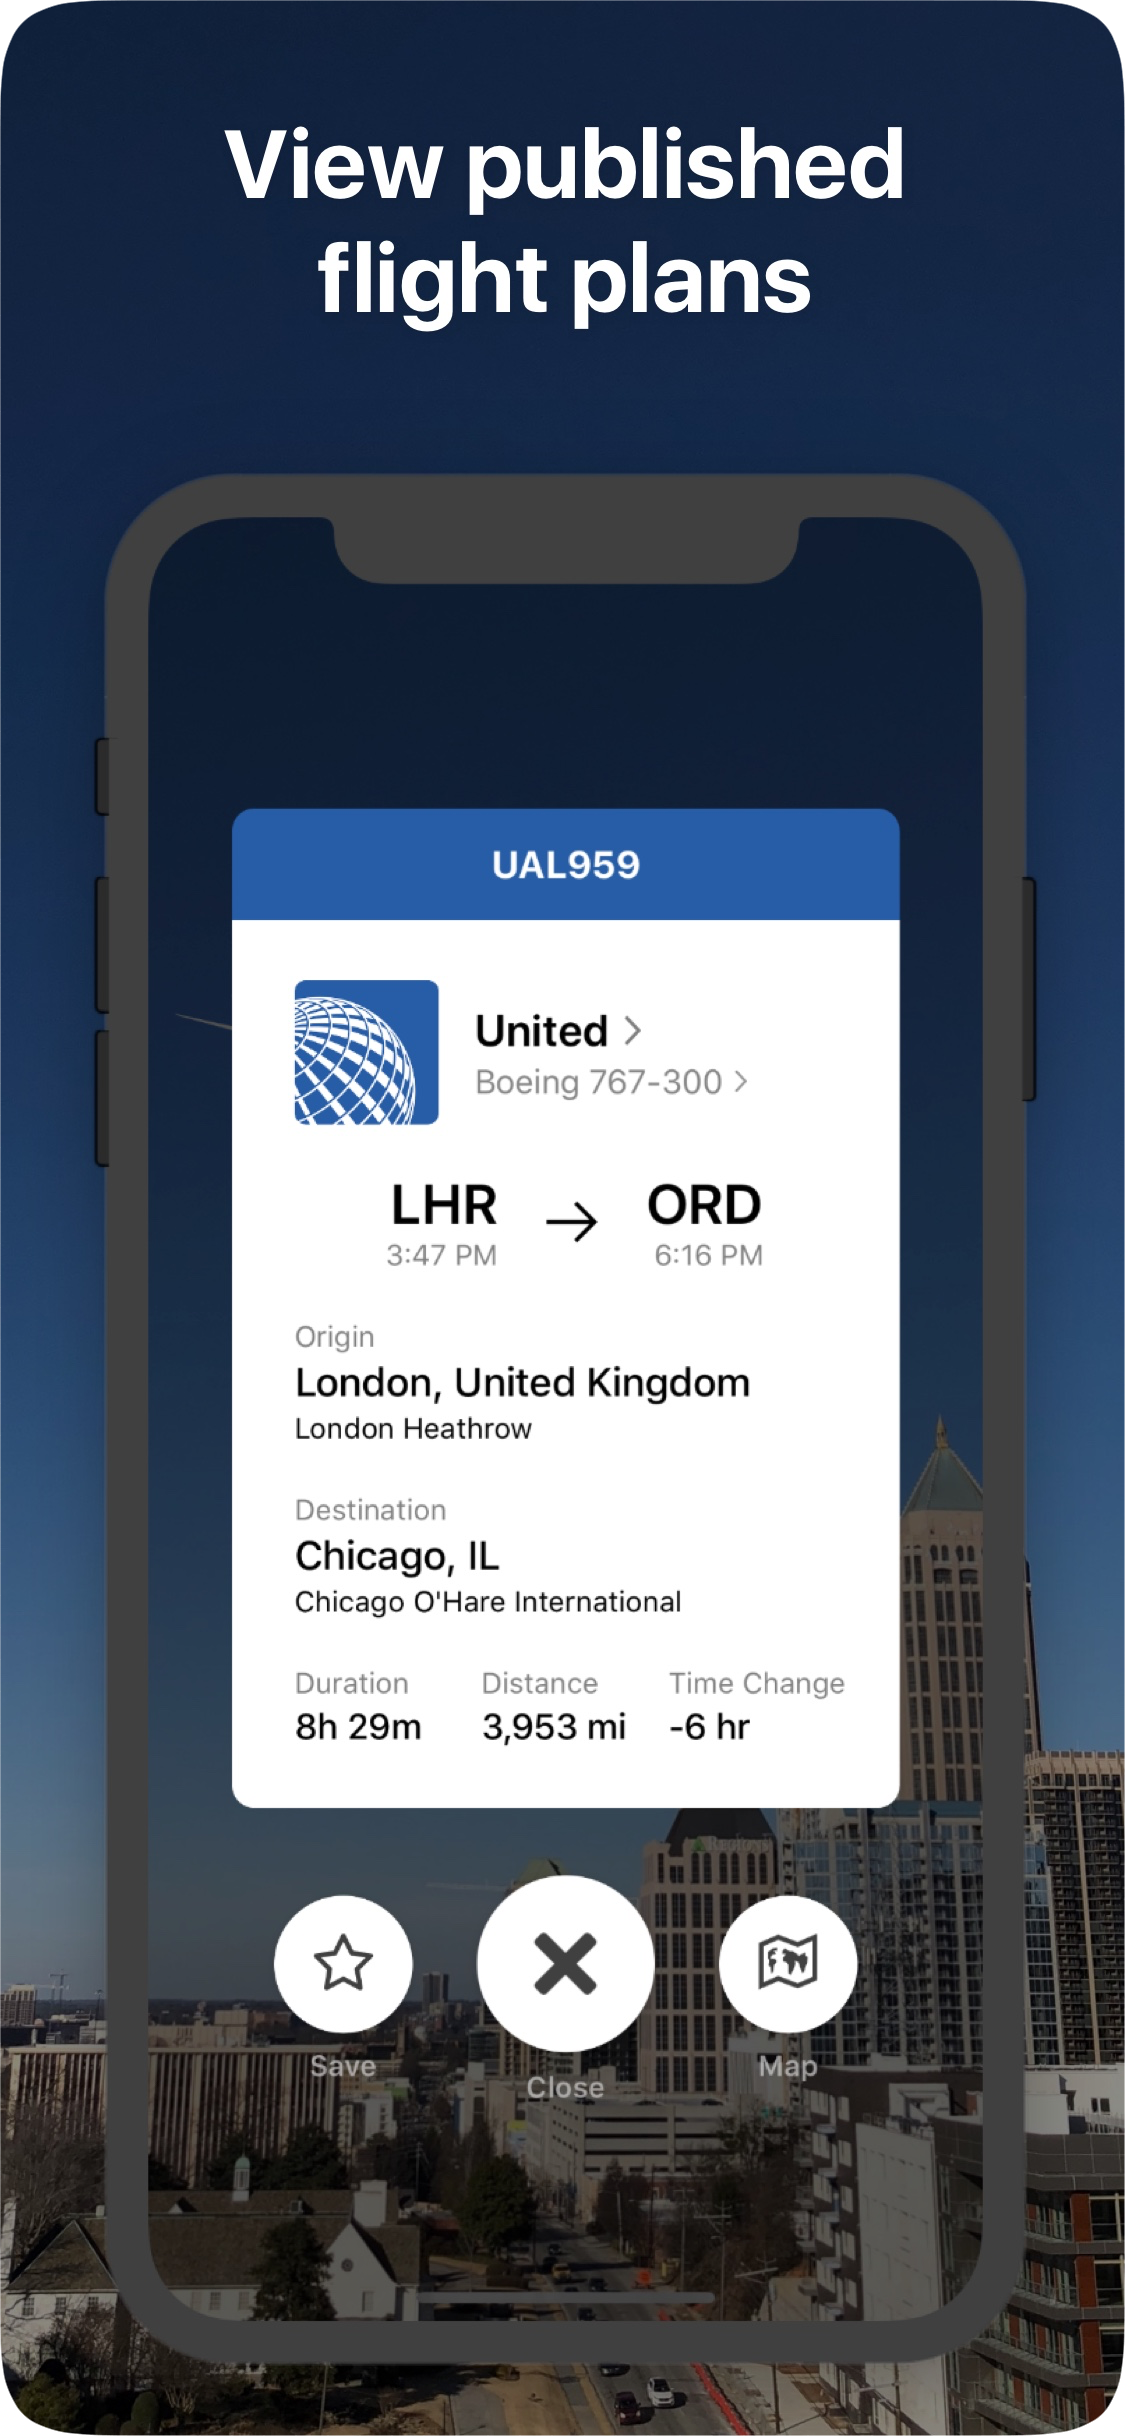 View published
flight plans
UAL959
United
Boeing 767-300
LHR → ORD
3:47 PM 6:16 PM
Origin
London, United Kingdom
London Heathrow
Destination
Chicago, IL
Chicago O'Hare International
Duration Distance Time Change
8h 29m 3,953 mi -6 hr
Save Close Map